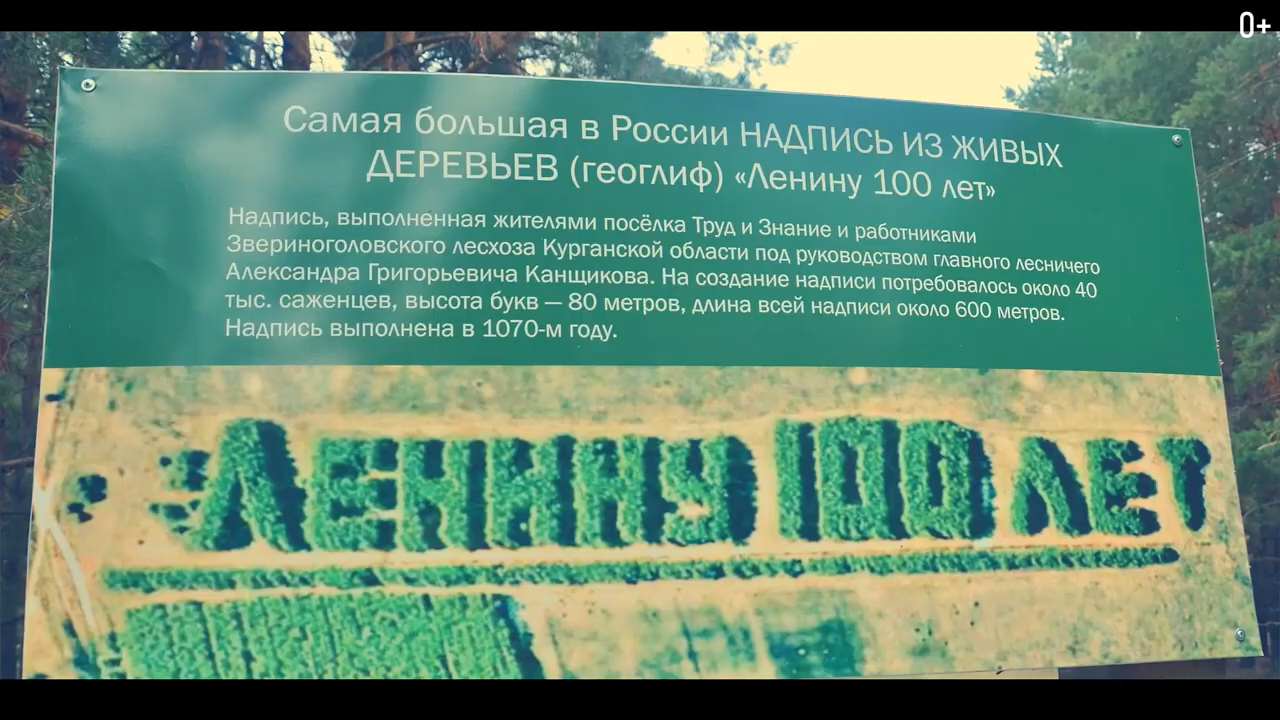 0+
Самая большая в России НАДПИСЬ ИЗ ЖИВЫХ
ДЕРЕВЬЕВ (геоглиф) «Ленину 100 лет»
Надпись, выполненная жителями посёлка Труд и Знание и работниками
Звериноголовского лесхоза Курганской области под руководством главного лесничего
Александра Григорьевича Канщикова. На создание надписи потребовалось около 40
тыс. саженцев, высота букв — 80 метров, длина всей надписи около 600 метров.
Надпись выполнена в 1070-м году.
ЛЕНИНУ 100 ЛЕТ